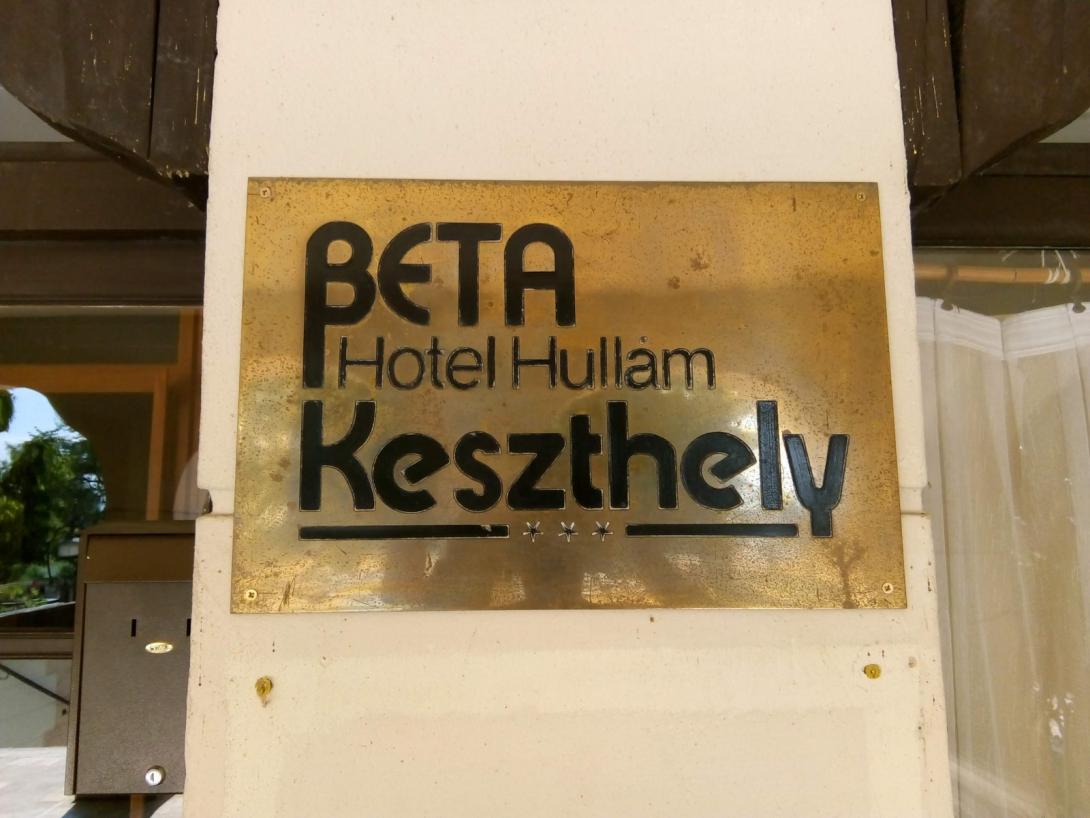 BETA
Hotel Hullám
Keszthely
***